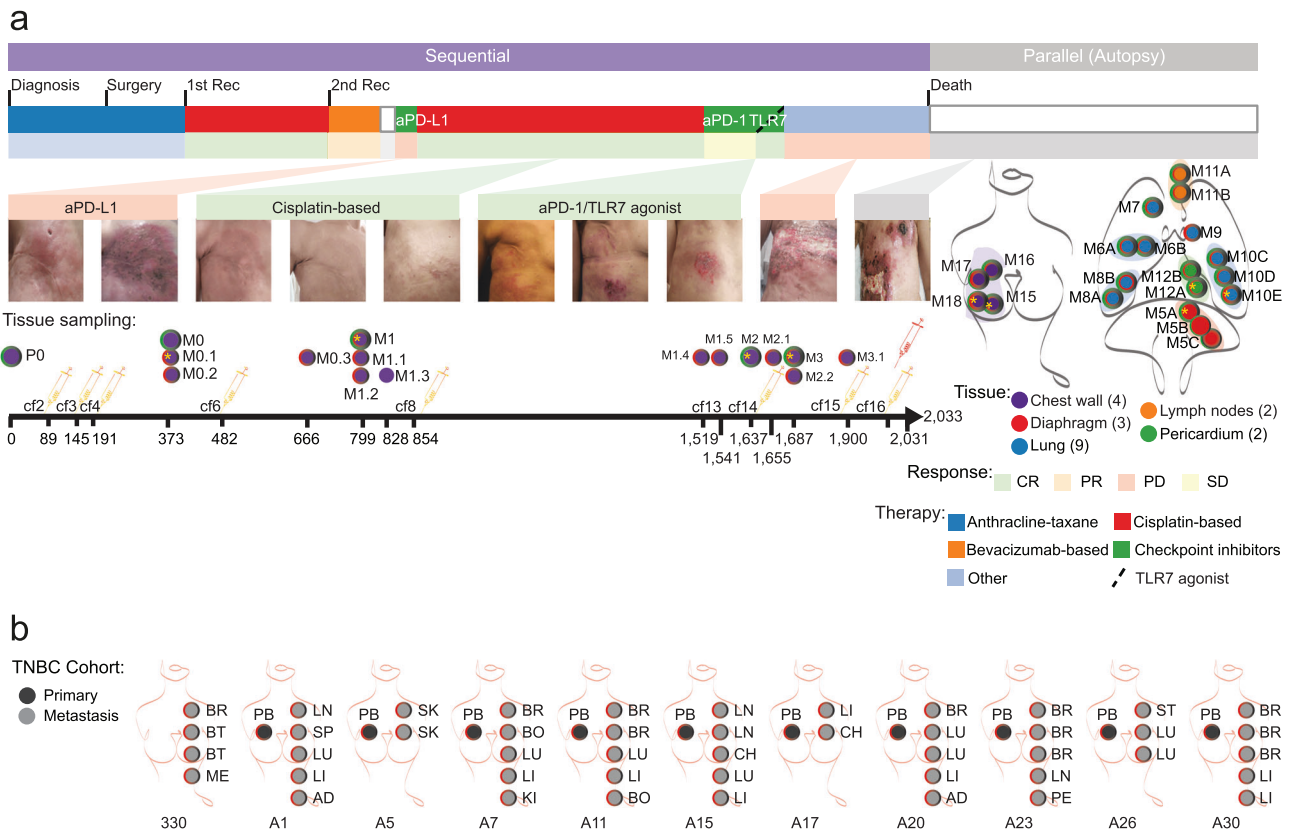 a
Sequential
Parallel (Autopsy)
Diagnosis
Surgery
1st Rec
2nd Rec
Death
aPD-L1
aPD-1 TLR7
aPD-L1
Cisplatin-based
aPD-1/TLR7 agonist
M11A
M11B
M7
M9
M6A
M6B
M10C
M8B
M12B
M10D
M8A
M12A
M10E
M5A
M5B
M5C
M17
M16
M18
M15
Tissue sampling:
P0
M0
M0.1
M0.2
M0.3
M1
M1.1
M1.3
M1.2
M1.4
M1.5
M2
M2.1
M3
M2.2
M3.1
cf2
cf3
cf4
cf6
cf8
cf13
cf14
cf15
cf16
2,033
0
89
145
191
373
482
666
799
828
854
1,519
1,637
1,687
1,900
2,031
1,541
1,655
Tissue:
Chest wall (4)
Diaphragm (3)
Lung (9)
Lymph nodes (2)
Pericardium (2)
Response:
CR
PR
PD
SD
Therapy:
Anthracline-taxane
Cisplatin-based
Bevacizumab-based
Checkpoint inhibitors
Other
TLR7 agonist
b
TNBC Cohort:
Primary
Metastasis
BR
BT
BT
ME
330
PB
LN
SP
LU
LI
AD
A1
PB
SK
SK
A5
PB
BR
BO
LU
LI
KI
A7
PB
BR
BR
LU
LI
BO
A11
PB
LN
LN
CH
LU
LI
A15
PB
LI
CH
A17
PB
BR
LU
LU
LI
AD
A20
PB
BR
BR
BR
LN
PE
A23
PB
ST
LU
LU
A26
PB
BR
BR
BR
LI
LI
A30